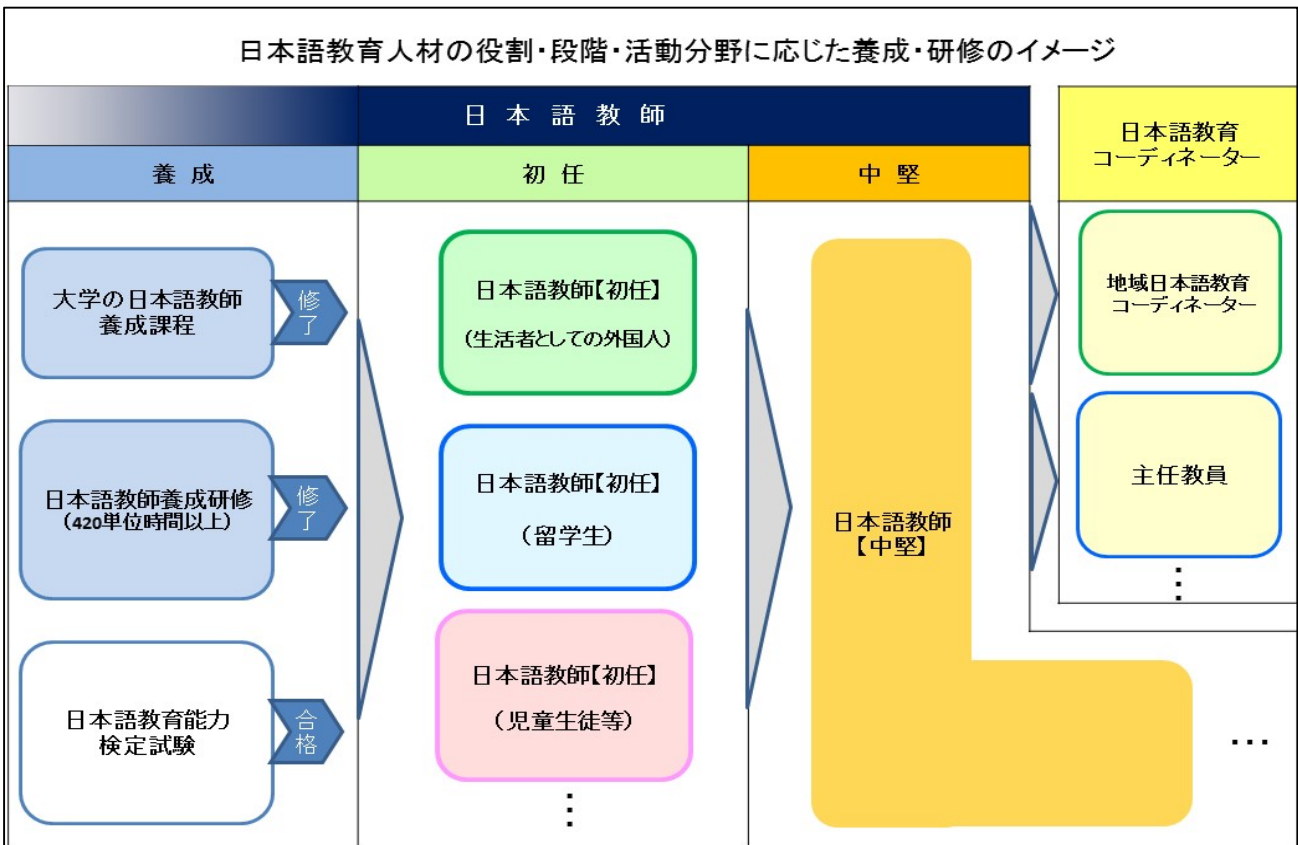 日本語教育人材の役割・段階・活動分野に応じた養成・研修のイメージ
日本語教師
日本語教育
コーディネーター
養成
初任
中堅
大学の日本語教師
養成課程
修了
日本語教師養成研修
(420単位時間以上)
修了
日本語教育能力
検定試験
合格
日本語教師【初任】
(生活者としての外国人)
日本語教師【初任】
(留学生)
日本語教師【初任】
(児童生徒等)
⋮
日本語教師
【中堅】
地域日本語教育
コーディネーター
主任教員
⋮
…